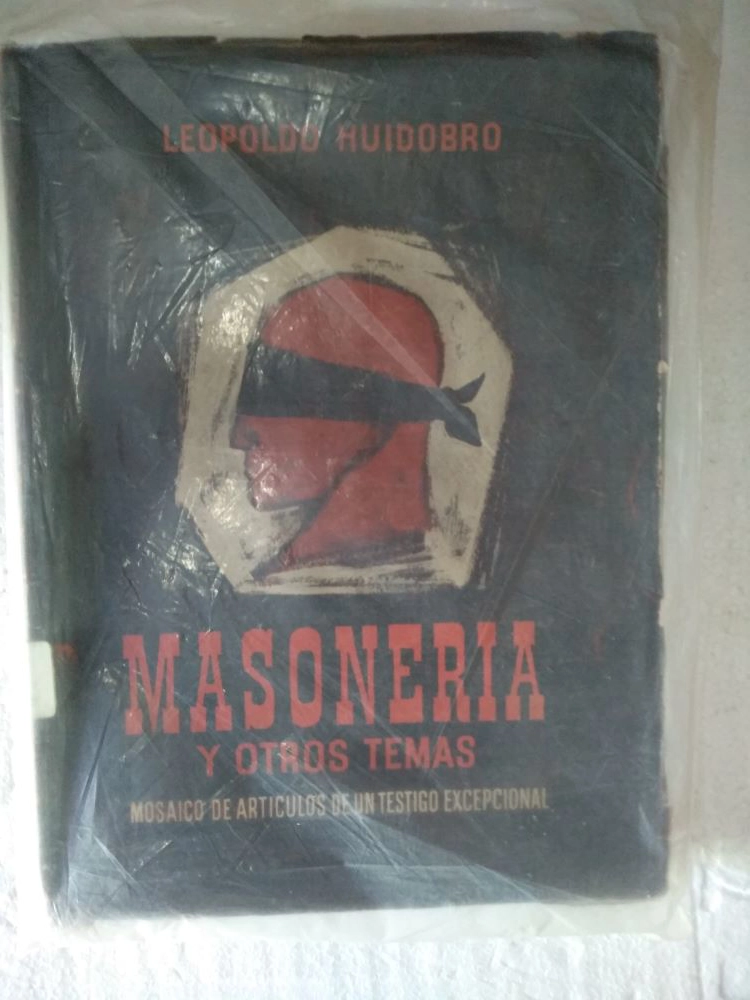 LEOPOLDO HUIDOBRO
MASONERIA
Y OTROS TEMAS
MOSAICO DE ARTICULOS DE UN TESTIGO EXCEPCIONAL